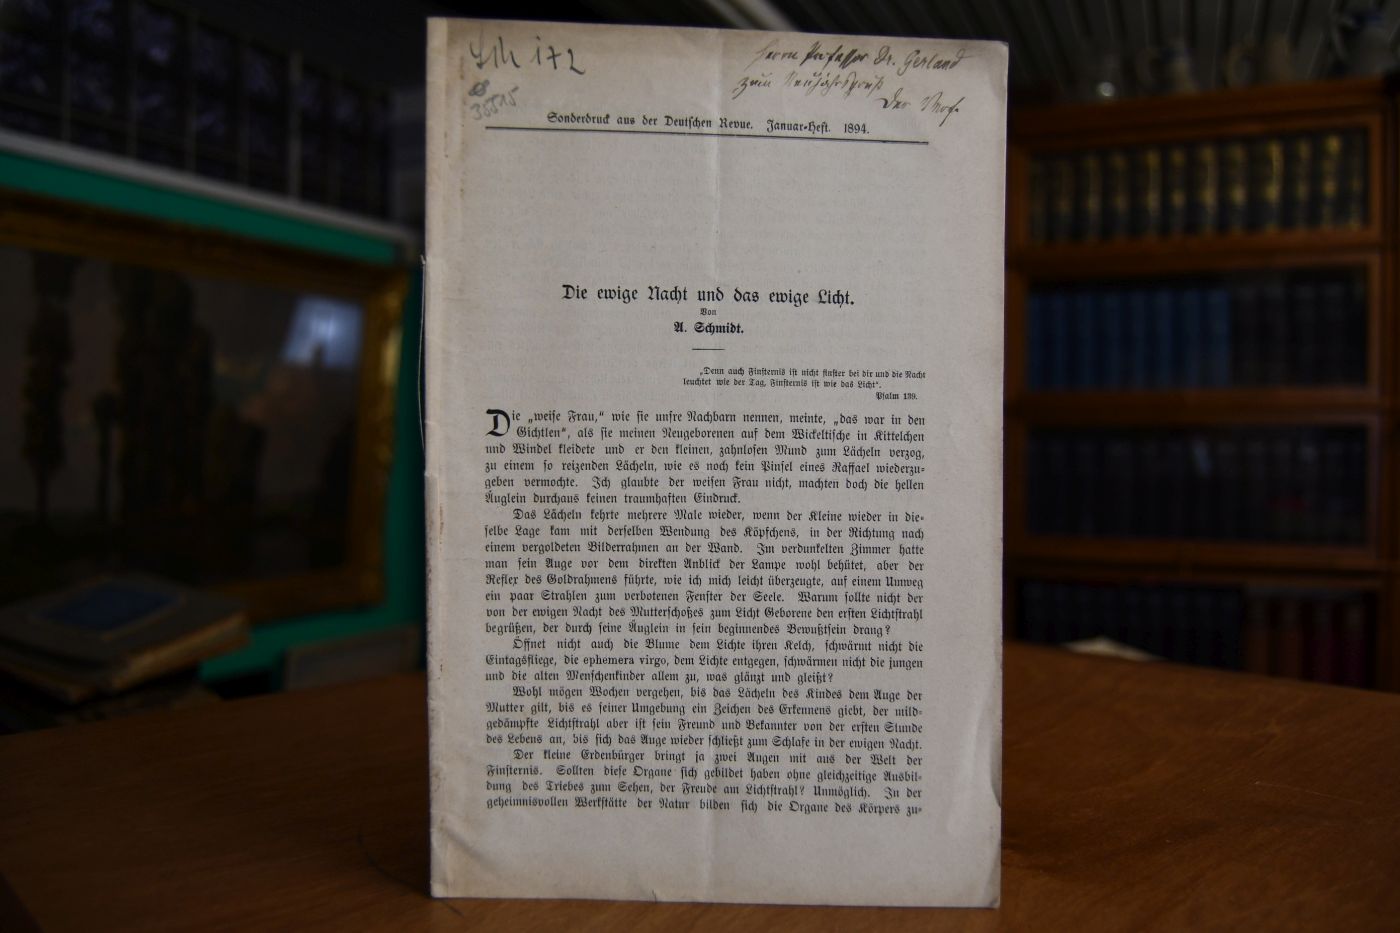 Herrn Professor Dr. Gerland
zum Neujahrsgruß
Der Verf.
Sonderdruck aus der Deutschen Revue. Januar-Heft. 1894.
Die ewige Nacht und das ewige Licht.
Von
A. Schmidt.
„Denn auch Finsternis ist nicht finster bei dir und die Nacht
leuchtet wie der Tag, Finsternis ist wie das Licht“.
Psalm 139.
Die „weise Frau,“ wie sie unsre Nachbarn nennen, meinte, „das war in den
Gichtlen“, als sie meinen Neugeborenen auf dem Wickeltische in Kittelchen
und Windel kleidete und er den kleinen, zahnlosen Mund zum Lächeln verzog,
zu einem so reizenden Lächeln, wie es noch kein Pinsel eines Raffael wiederzu-
geben vermochte. Ich glaubte der weisen Frau nicht, machten doch die hellen
Äuglein durchaus keinen traumhaften Eindruck.
Das Lächeln kehrte mehrere Male wieder, wenn der Kleine wieder in die-
selbe Lage kam mit derselben Wendung des Köpfchens, in der Richtung nach
einem vergoldeten Bilderrahmen an der Wand. Im verdunkelten Zimmer hatte
man sein Auge vor dem direkten Anblick der Lampe wohl behütet, aber der
Reflex des Goldrahmens führte, wie ich mich leicht überzeugte, auf einem Umweg
ein paar Strahlen zum verbotenen Fenster der Seele. Warum sollte nicht der
von der ewigen Nacht des Mutterschoßes zum Licht Geborene den ersten Lichtstrahl
begrüßen, der durch seine Äuglein in sein beginnendes Bewußtsein drang?
Öffnet nicht auch die Blume dem Lichte ihren Kelch, schwärmt nicht die
Eintagsfliege, die ephemera virgo, dem Lichte entgegen, schwärmen nicht die jungen
und die alten Menschenkinder allem zu, was glänzt und gleißt?
Wohl mögen Wochen vergehen, bis das Lächeln des Kindes dem Auge der
Mutter gilt, bis es seiner Umgebung ein Zeichen des Erkennens giebt, der mild-
gedämpfte Lichtstrahl aber ist sein Freund und Bekannter von der ersten Stunde
des Lebens an, bis sich das Auge wieder schließt zum Schlafe in der ewigen Nacht.
Der kleine Erdenbürger bringt ja zwei Augen mit aus der Welt der
Finsternis. Sollten diese Organe sich gebildet haben ohne gleichzeitige Ausbil-
dung des Triebes zum Sehen, der Freude am Lichtstrahl? Unmöglich. In der
geheimnisvollen Werkstätte der Natur bilden sich die Organe des Körpers zu-